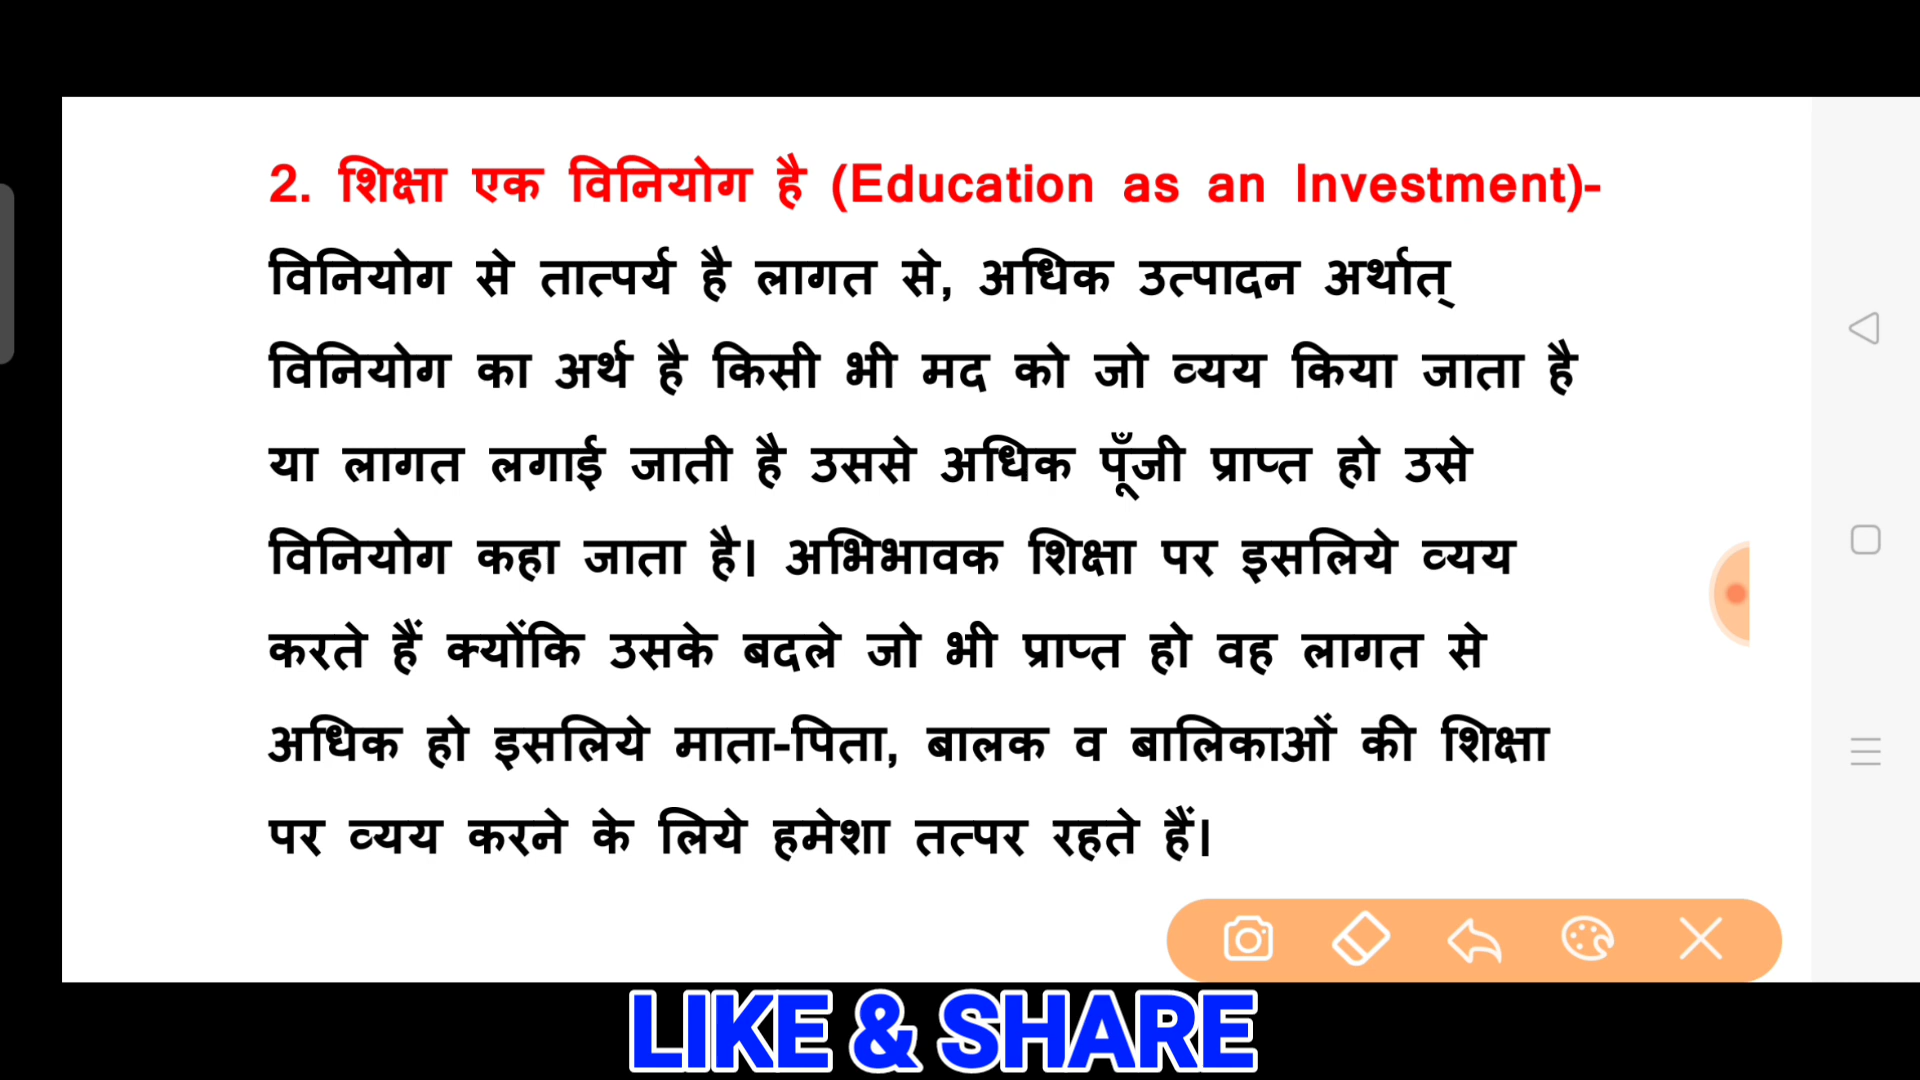 2. शिक्षा एक विनियोग है (Education as an Investment)-
विनियोग से तात्पर्य है लागत से, अधिक उत्पादन अर्थात्
विनियोग का अर्थ है किसी भी मद को जो व्यय किया जाता है
या लागत लगाई जाती है उससे अधिक पूँजी प्राप्त हो उसे
विनियोग कहा जाता है। अभिभावक शिक्षा पर इसलिये व्यय
करते हैं क्योंकि उसके बदले जो भी प्राप्त हो वह लागत से
अधिक हो इसलिये माता-पिता, बालक व बालिकाओं की शिक्षा
पर व्यय करने के लिये हमेशा तत्पर रहते हैं।
LIKE & SHARE